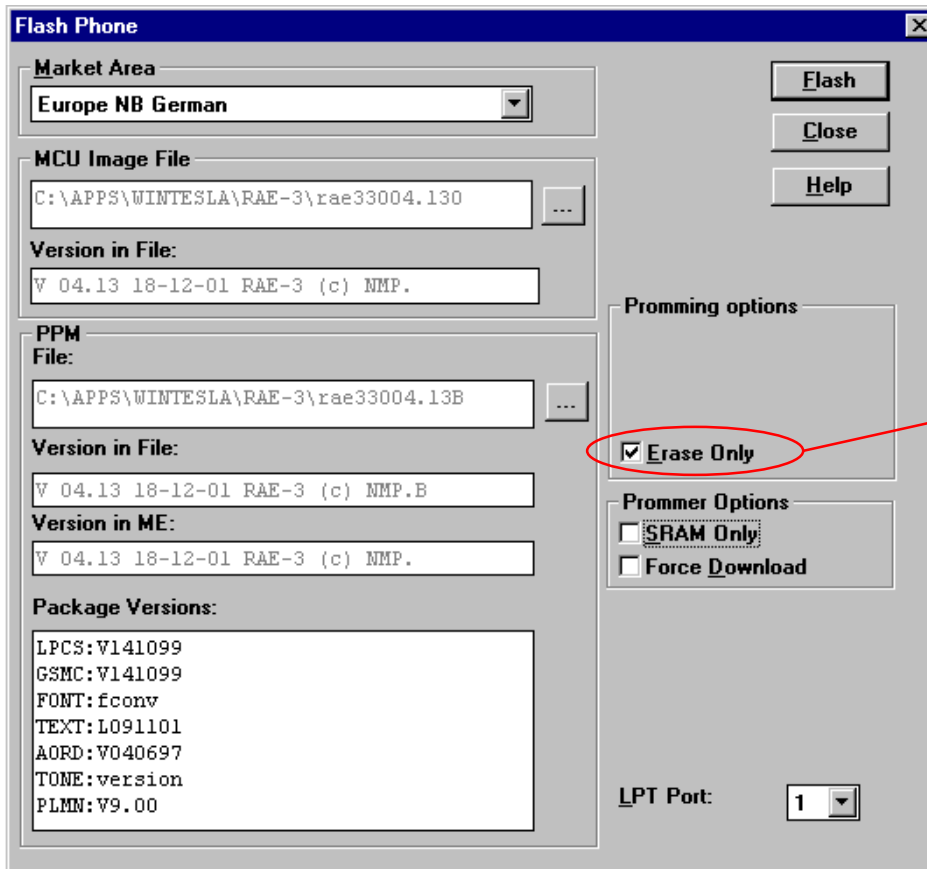 Flash Phone
Market Area
Europe NB German
Flash
Close
Help
MCU Image File
C:\APPS\WINTESLA\RAE-3\rae33004.130
...
Version in File:
V 04.13 18-12-01 RAE-3 (c) NMP.
PPM
File:
C:\APPS\WINTESLA\RAE-3\rae33004.13B
...
Version in File:
V 04.13 18-12-01 RAE-3 (c) NMP.B
Version in ME:
V 04.13 18-12-01 RAE-3 (c) NMP.
Package Versions:
LPCS:V141099
GSMC:V141099
FONT:fconv
TEXT:L091101
AORD:V040697
TONE:version
PLMN:V9.00
Promming options
Erase Only
Prommer Options
SRAM Only
Force Download
LPT Port:
1